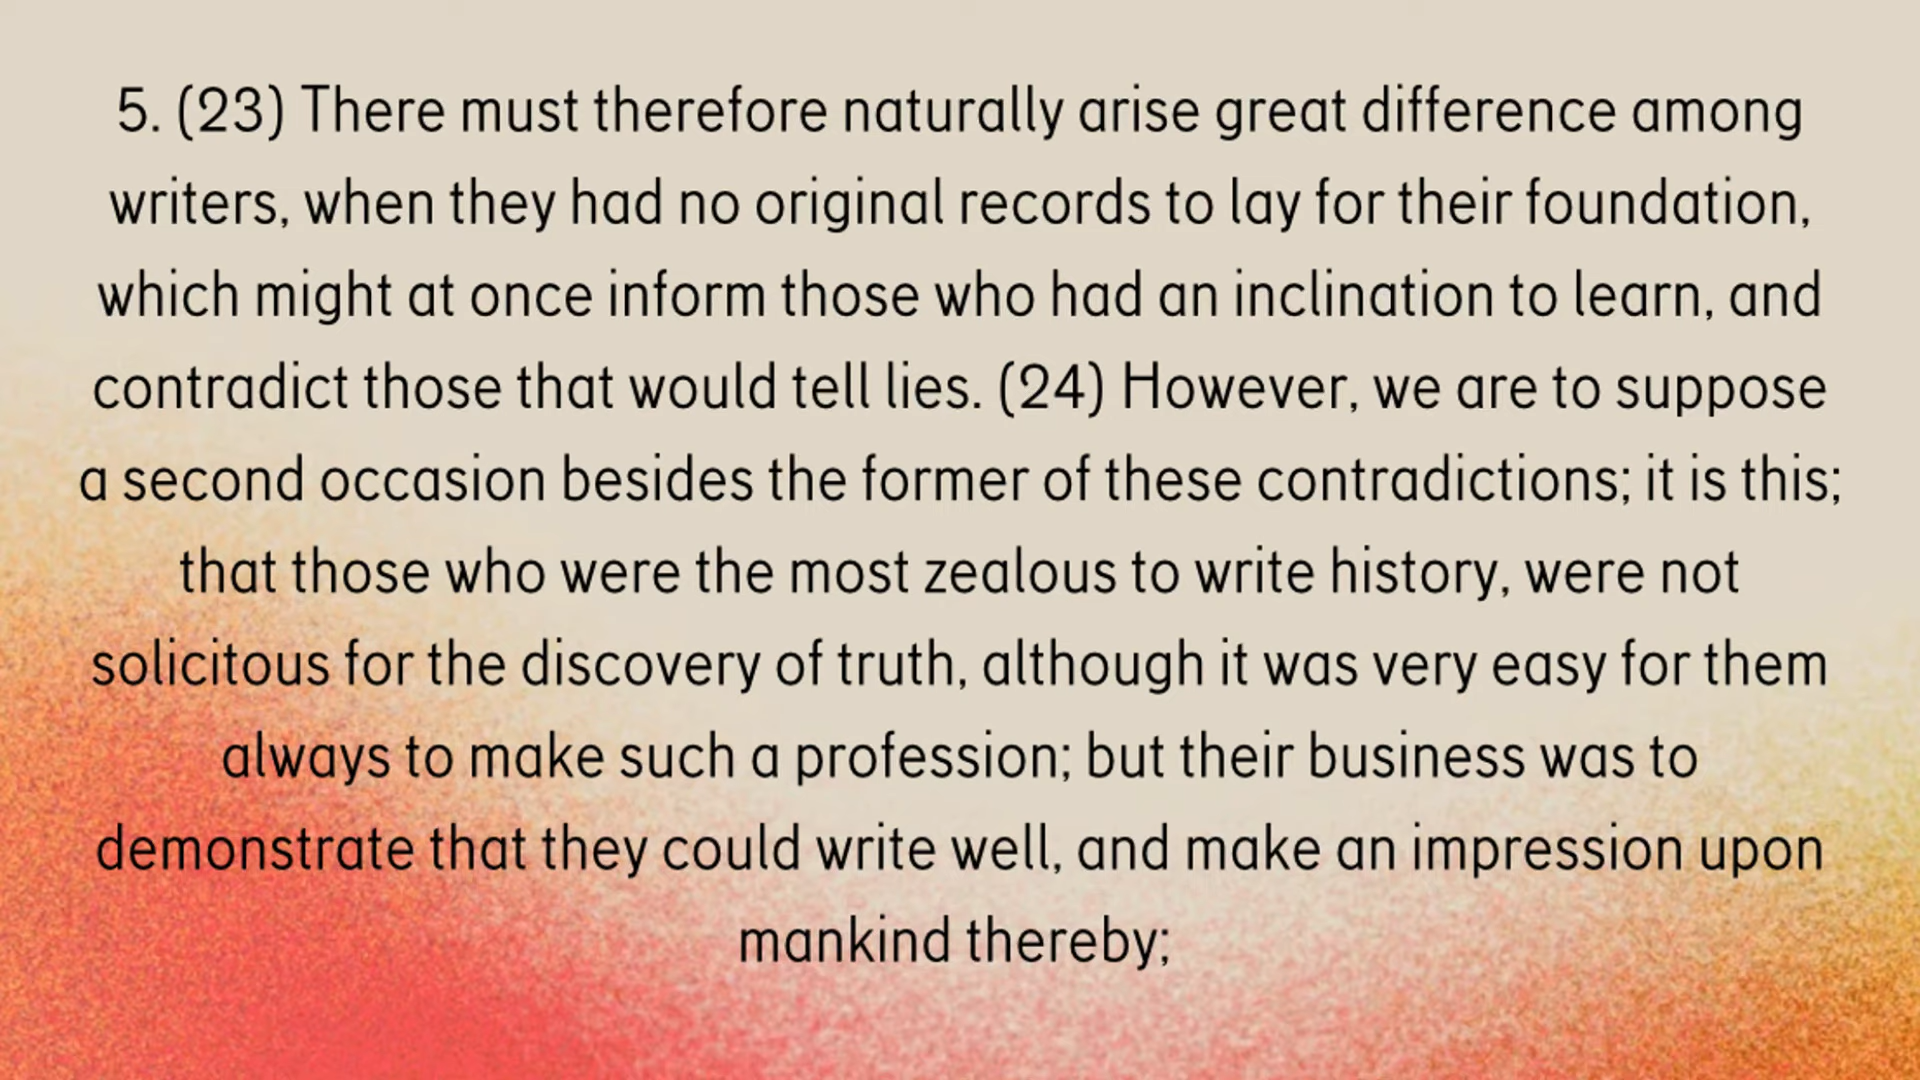 5. (23) There must therefore naturally arise great difference among
writers, when they had no original records to lay for their foundation,
which might at once inform those who had an inclination to learn, and
contradict those that would tell lies. (24) However, we are to suppose
a second occasion besides the former of these contradictions; it is this;
that those who were the most zealous to write history, were not
solicitous for the discovery of truth, although it was very easy for them
always to make such a profession; but their business was to
demonstrate that they could write well, and make an impression upon
mankind thereby;